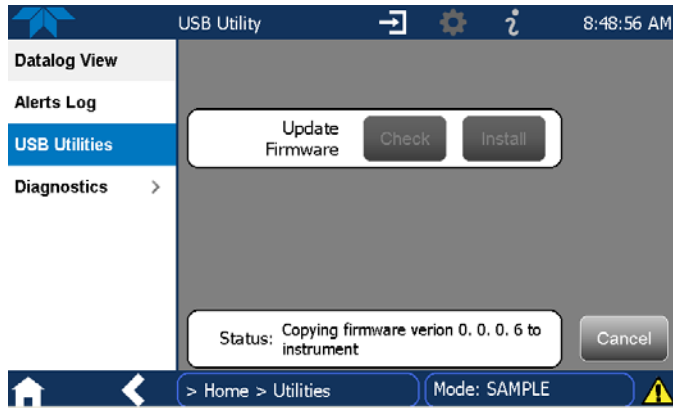 USB Utility
8:48:56 AM
Datalog View
Alerts Log
USB Utilities
Diagnostics >
Update
Firmware
Check
Install
Status: Copying firmware verion 0. 0. 0. 6 to
instrument
Cancel
> Home > Utilities
Mode: SAMPLE